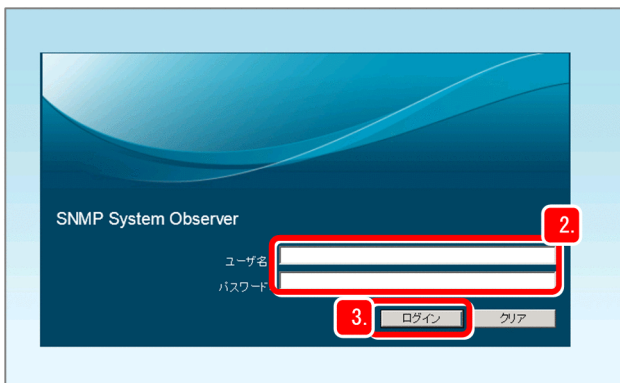 SNMP System Observer
2.
ユーザ名
パスワード
3.
ログイン クリア